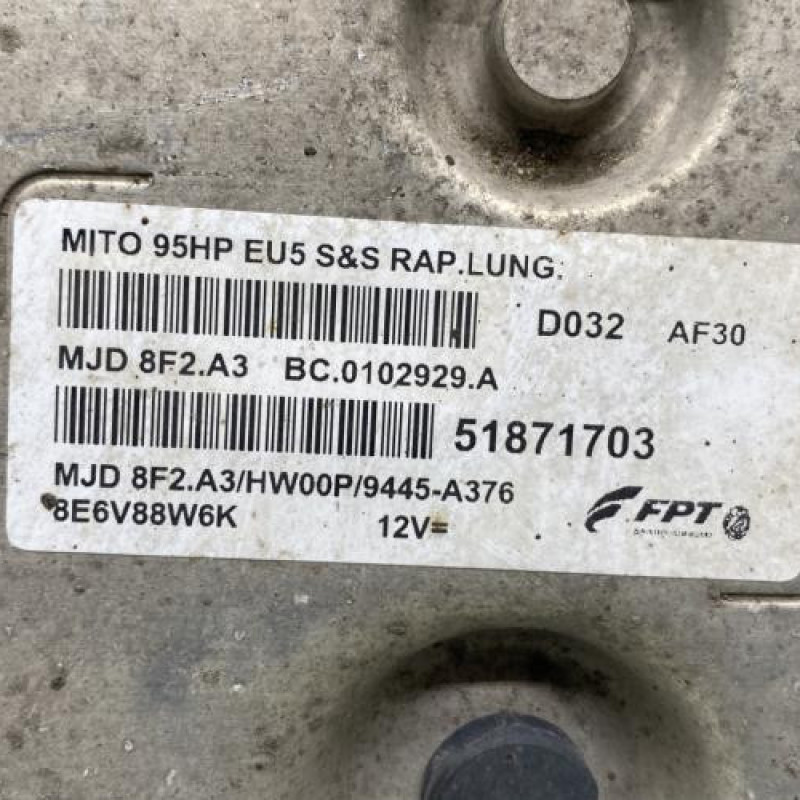 MITO 95HP EU5 S&S RAP.LUNG.
D032 AF30
MJD 8F2.A3 BC.0102929.A
51871703
MJD 8F2.A3/HW00P/9445-A376
8E6V88W6K 12V=
FPT